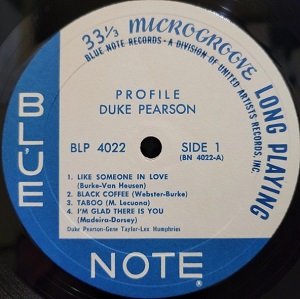 33 1/3 MICROGROOVE LONG PLAYING
BLUE NOTE RECORDS • A DIVISION OF UNITED ARTISTS RECORDS, INC.
PROFILE
DUKE PEARSON
BLP 4022 SIDE 1
(BN 4022-A)
1. LIKE SOMEONE IN LOVE
(Burke-Van Heusen)
2. BLACK COFFEE (Webster-Burke)
3. TABOO (M. Lecuona)
4. I'M GLAD THERE IS YOU
(Madeira-Dorsey)
Duke Pearson-Gene Taylor-Lex Humphries
BLUE
NOTE®